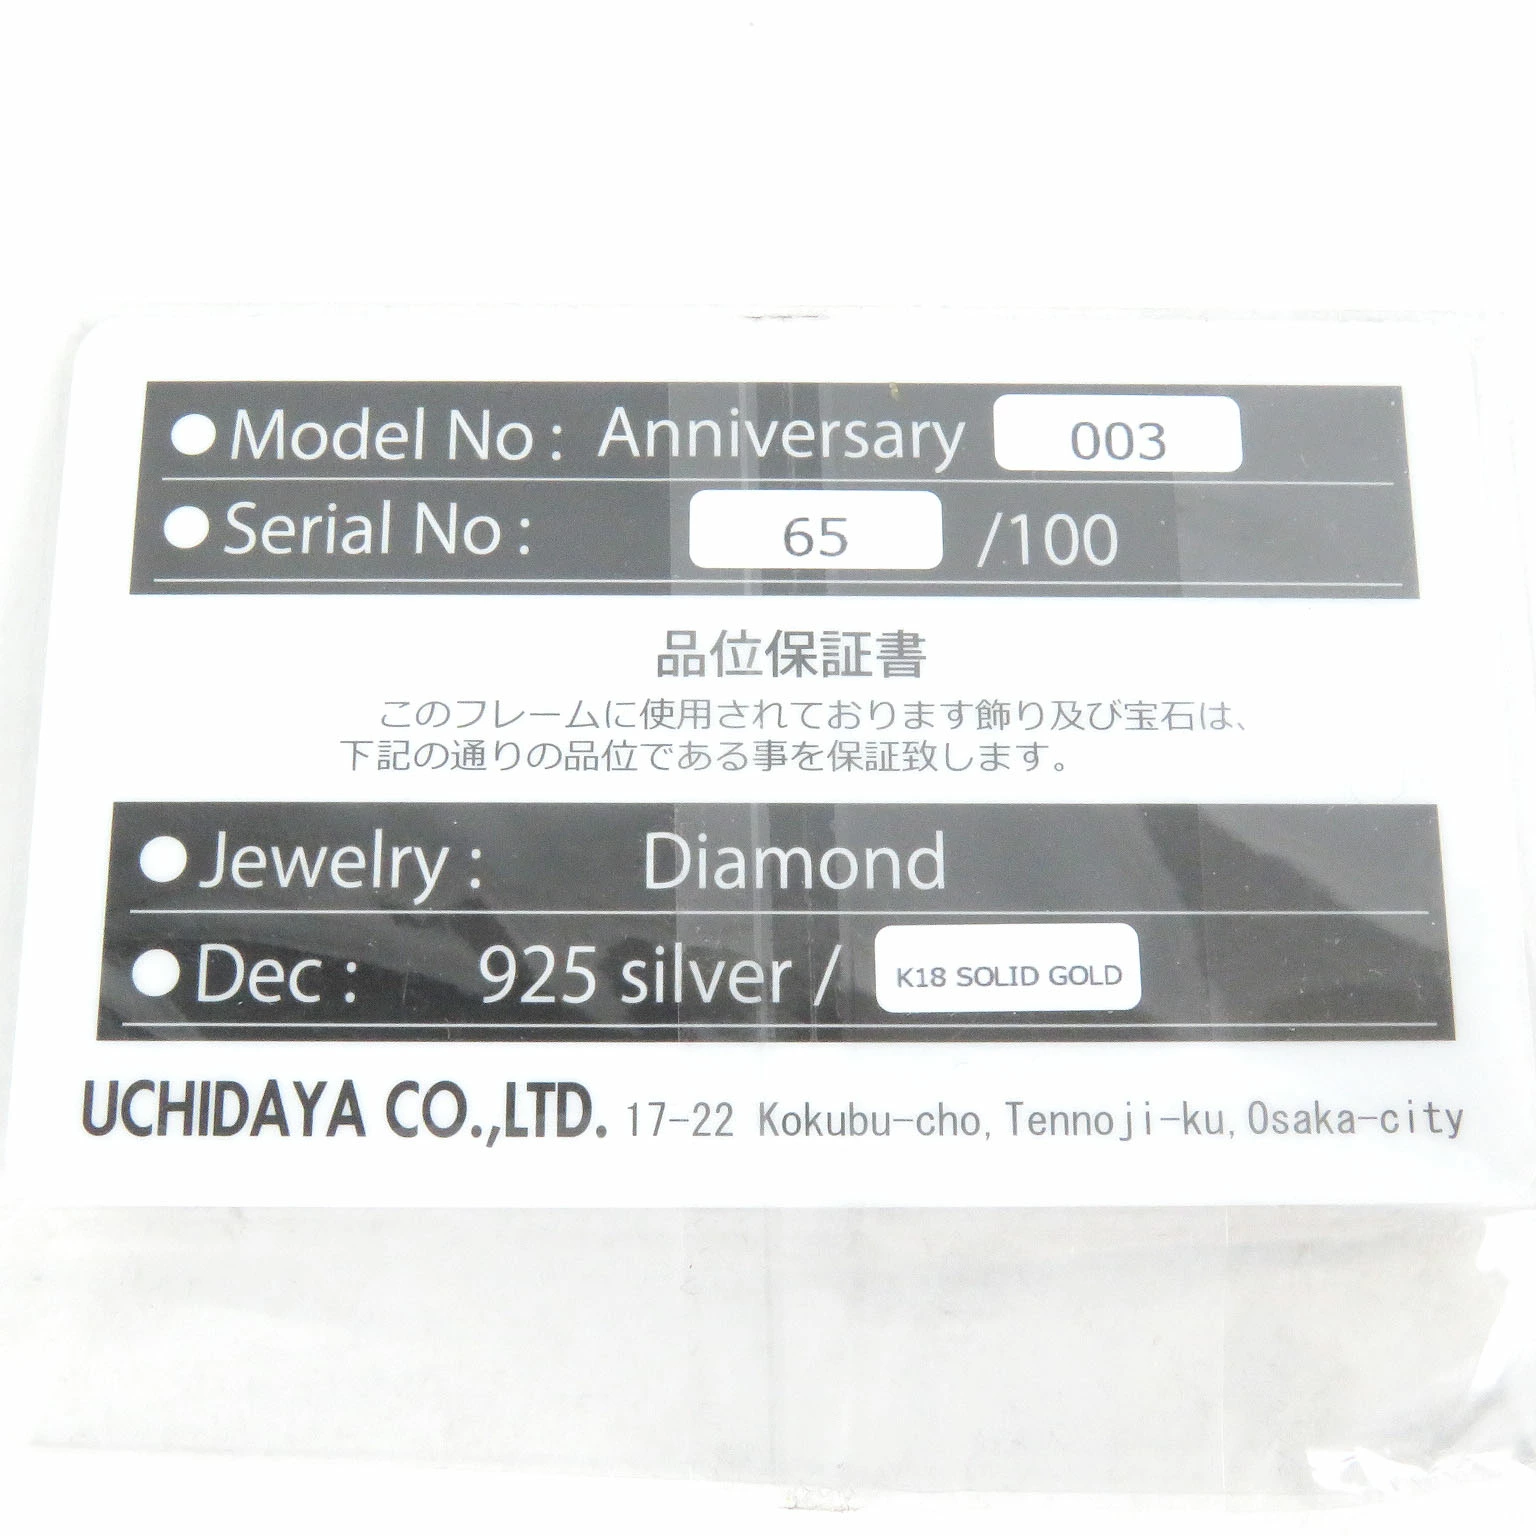 ●Model No : Anniversary 003
●Serial No : 65 /100
品位保証書
このフレームに使用されております飾り及び宝石は、
下記の通りの品位である事を保証致します。
●Jewelry : Diamond
●Dec : 925 silver / K18 SOLID GOLD
UCHIDAYA CO.,LTD. 17-22 Kokubu-cho, Tennoji-ku, Osaka-city